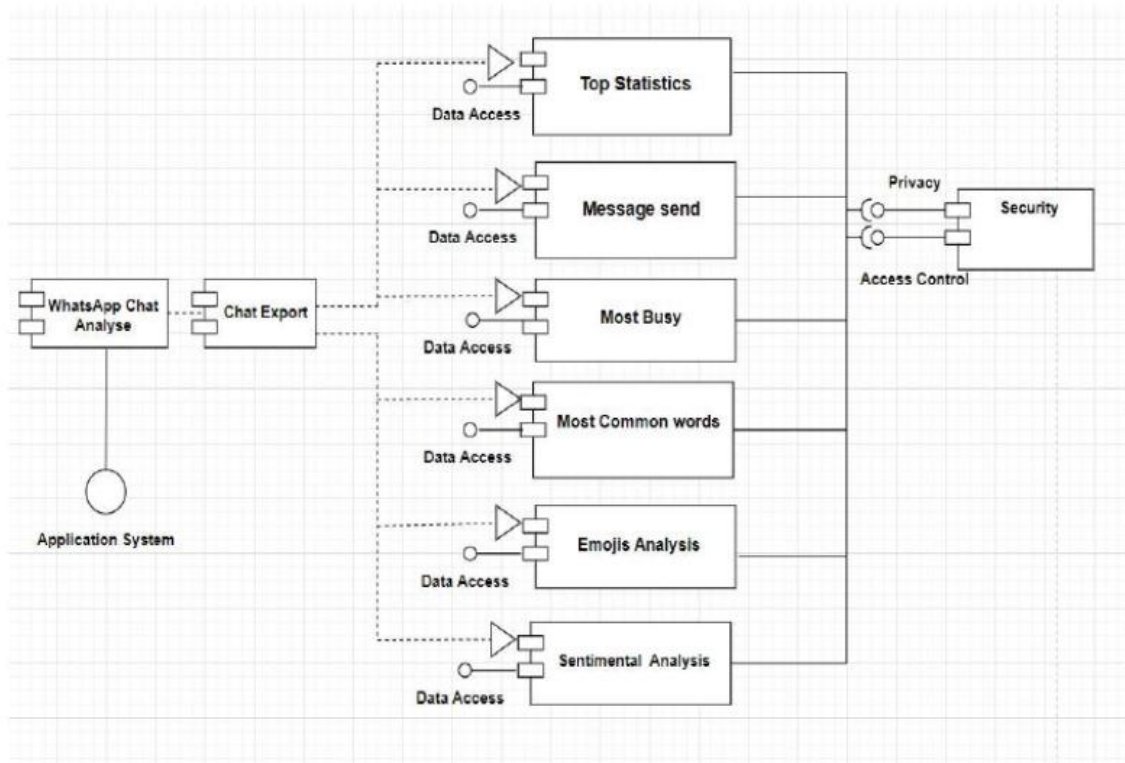 Top Statistics
Data Access
Message send
Data Access
Privacy
Security
Access Control
WhatsApp Chat
Analyse
Chat Export
Most Busy
Data Access
Most Common words
Data Access
Application System
Emojis Analysis
Data Access
Sentimental Analysis
Data Access